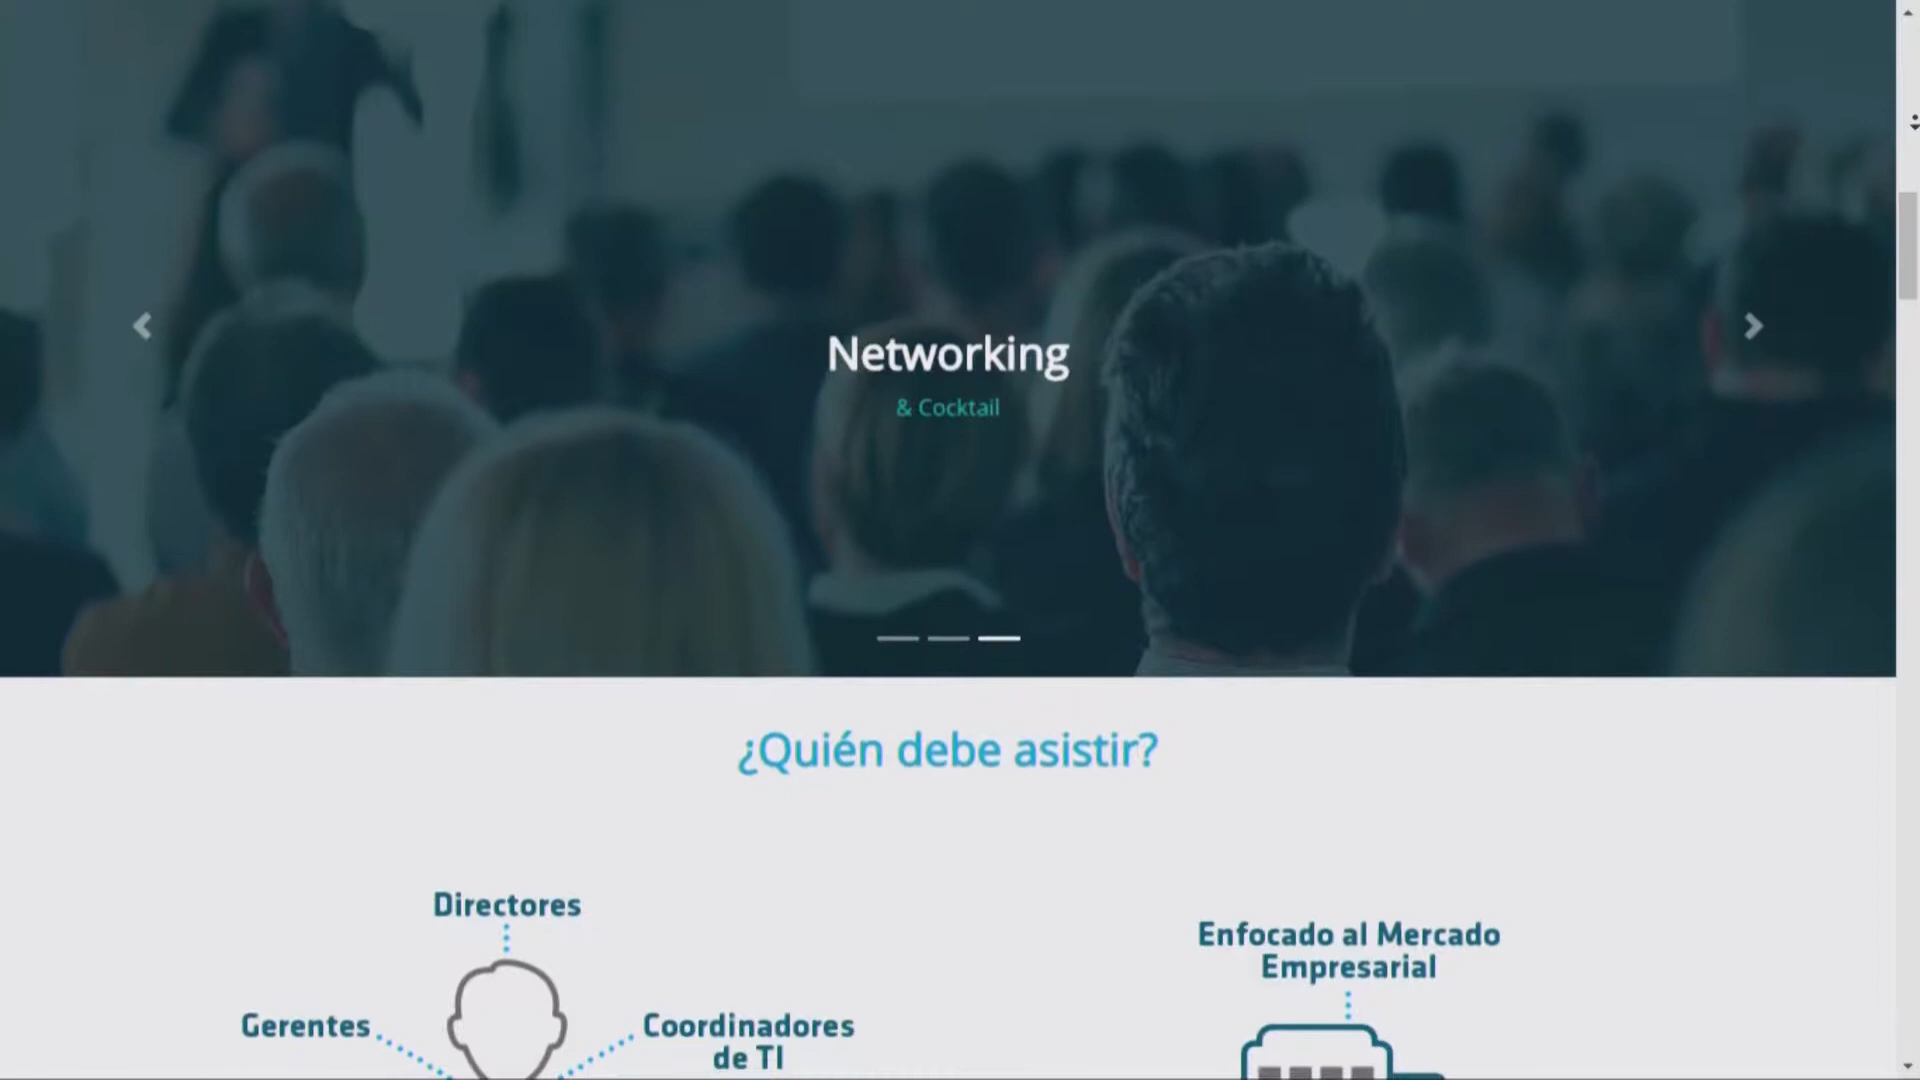 Networking
& Cocktail
¿Quién debe asistir?
Directores
Enfocado al Mercado
Empresarial
Gerentes
Coordinadores
de TI